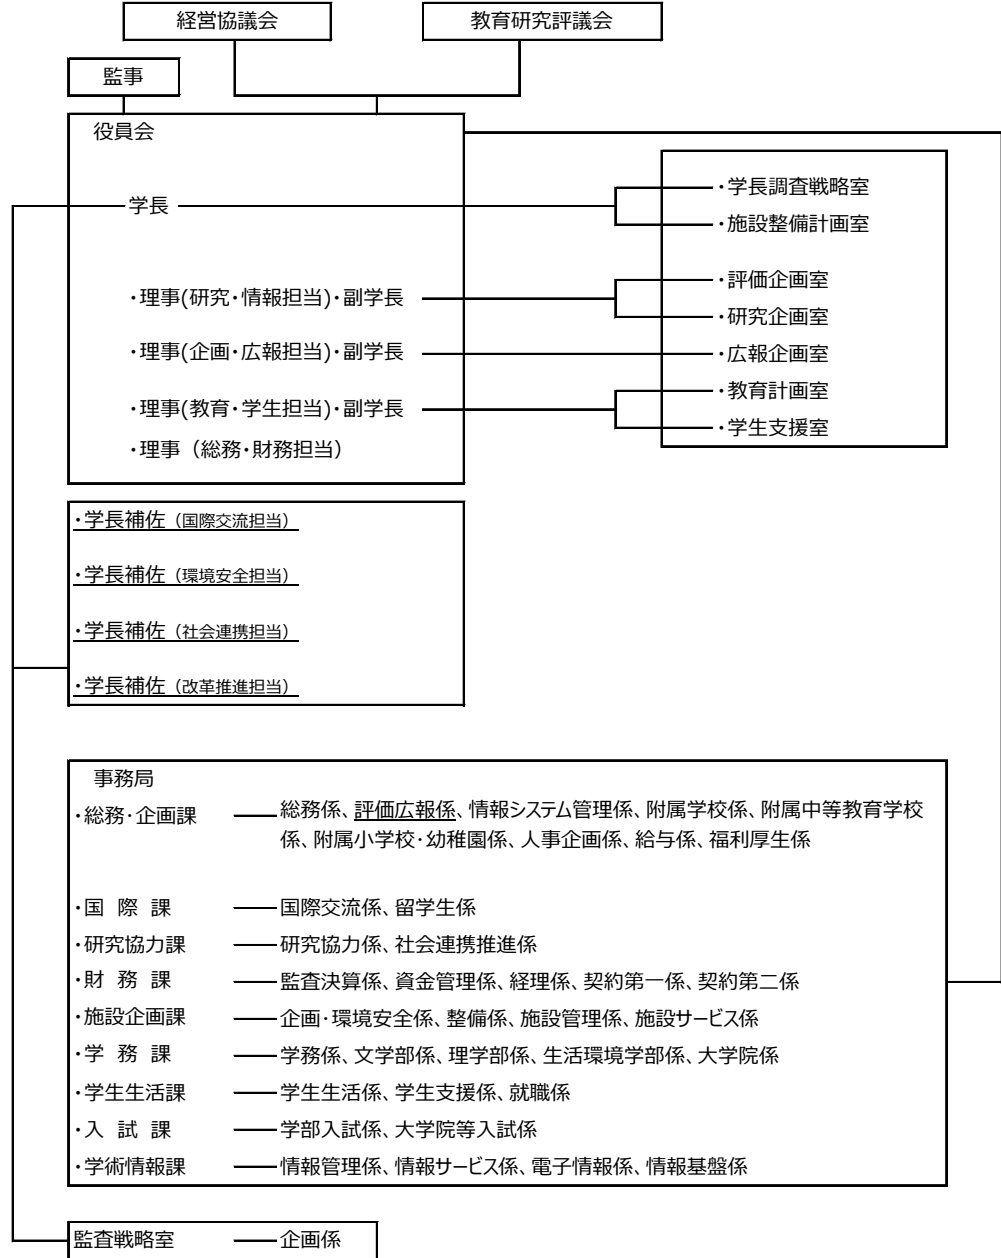 経営協議会
教育研究評議会
監事
役員会
学長
・学長調査戦略室
・施設整備計画室
・評価企画室
・理事(研究・情報担当)・副学長
・研究企画室
・理事(企画・広報担当)・副学長
・広報企画室
・教育計画室
・理事(教育・学生担当)・副学長
・学生支援室
・理事（総務・財務担当）
・学長補佐（国際交流担当）
・学長補佐（環境安全担当）
・学長補佐（社会連携担当）
・学長補佐（改革推進担当）
事務局
・総務・企画課 総務係、評価広報係、情報システム管理係、附属学校係、附属中等教育学校
係、附属小学校・幼稚園係、人事企画係、給与係、福利厚生係
・国 際 課 国際交流係、留学生係
・研究協力課 研究協力係、社会連携推進係
・財 務 課 監査決算係、資金管理係、経理係、契約第一係、契約第二係
・施設企画課 企画・環境安全係、整備係、施設管理係、施設サービス係
・学 務 課 学務係、文学部係、理学部係、生活環境学部係、大学院係
・学生生活課 学生生活係、学生支援係、就職係
・入 試 課 学部入試係、大学院等入試係
・学術情報課 情報管理係、情報サービス係、電子情報係、情報基盤係
監査戦略室 企画係